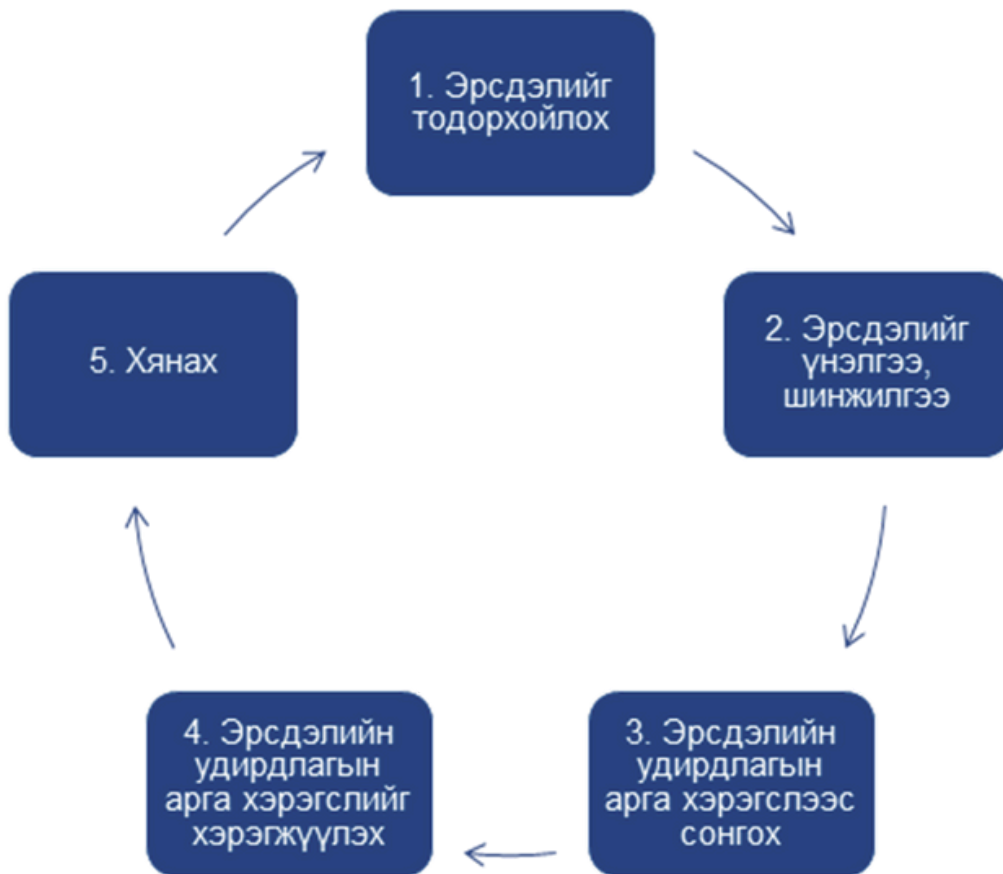 1. Эрсдэлийг
тодорхойлох
2. Эрсдэлийг
үнэлгээ,
шинжилгээ
3. Эрсдэлийн
удирдлагын
арга хэрэгслээс
сонгох
4. Эрсдэлийн
удирдлагын
арга хэрэгслийг
хэрэгжүүлэх
5. Хянах